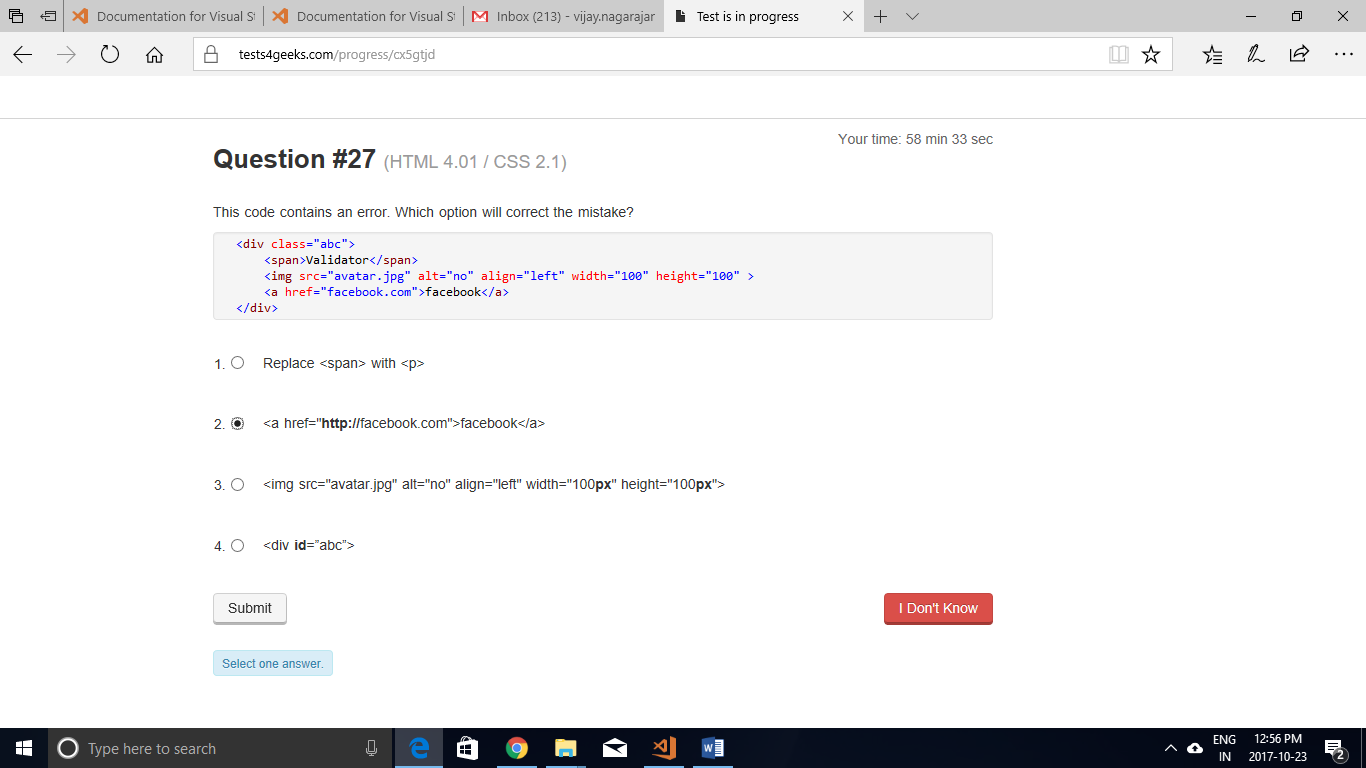 Documentation for Visual St
Documentation for Visual St
Inbox (213) - vijay.nagarajar
Test is in progress
tests4geeks.com/progress/cx5gtjd
Your time: 58 min 33 sec
Question #27 (HTML 4.01 / CSS 2.1)
This code contains an error. Which option will correct the mistake?
<div class="abc">
<span>Validator</span>
<img src="avatar.jpg" alt="no" align="left" width="100" height="100" >
<a href="facebook.com">facebook</a>
</div>
1. Replace <span> with <p>
2. <a href="http://facebook.com">facebook</a>
3. <img src="avatar.jpg" alt="no" align="left" width="100px" height="100px">
4. <div id="abc”>
Submit
I Don't Know
Select one answer.
Type here to search
ENG
IN
12:56 PM
2017-10-23
2